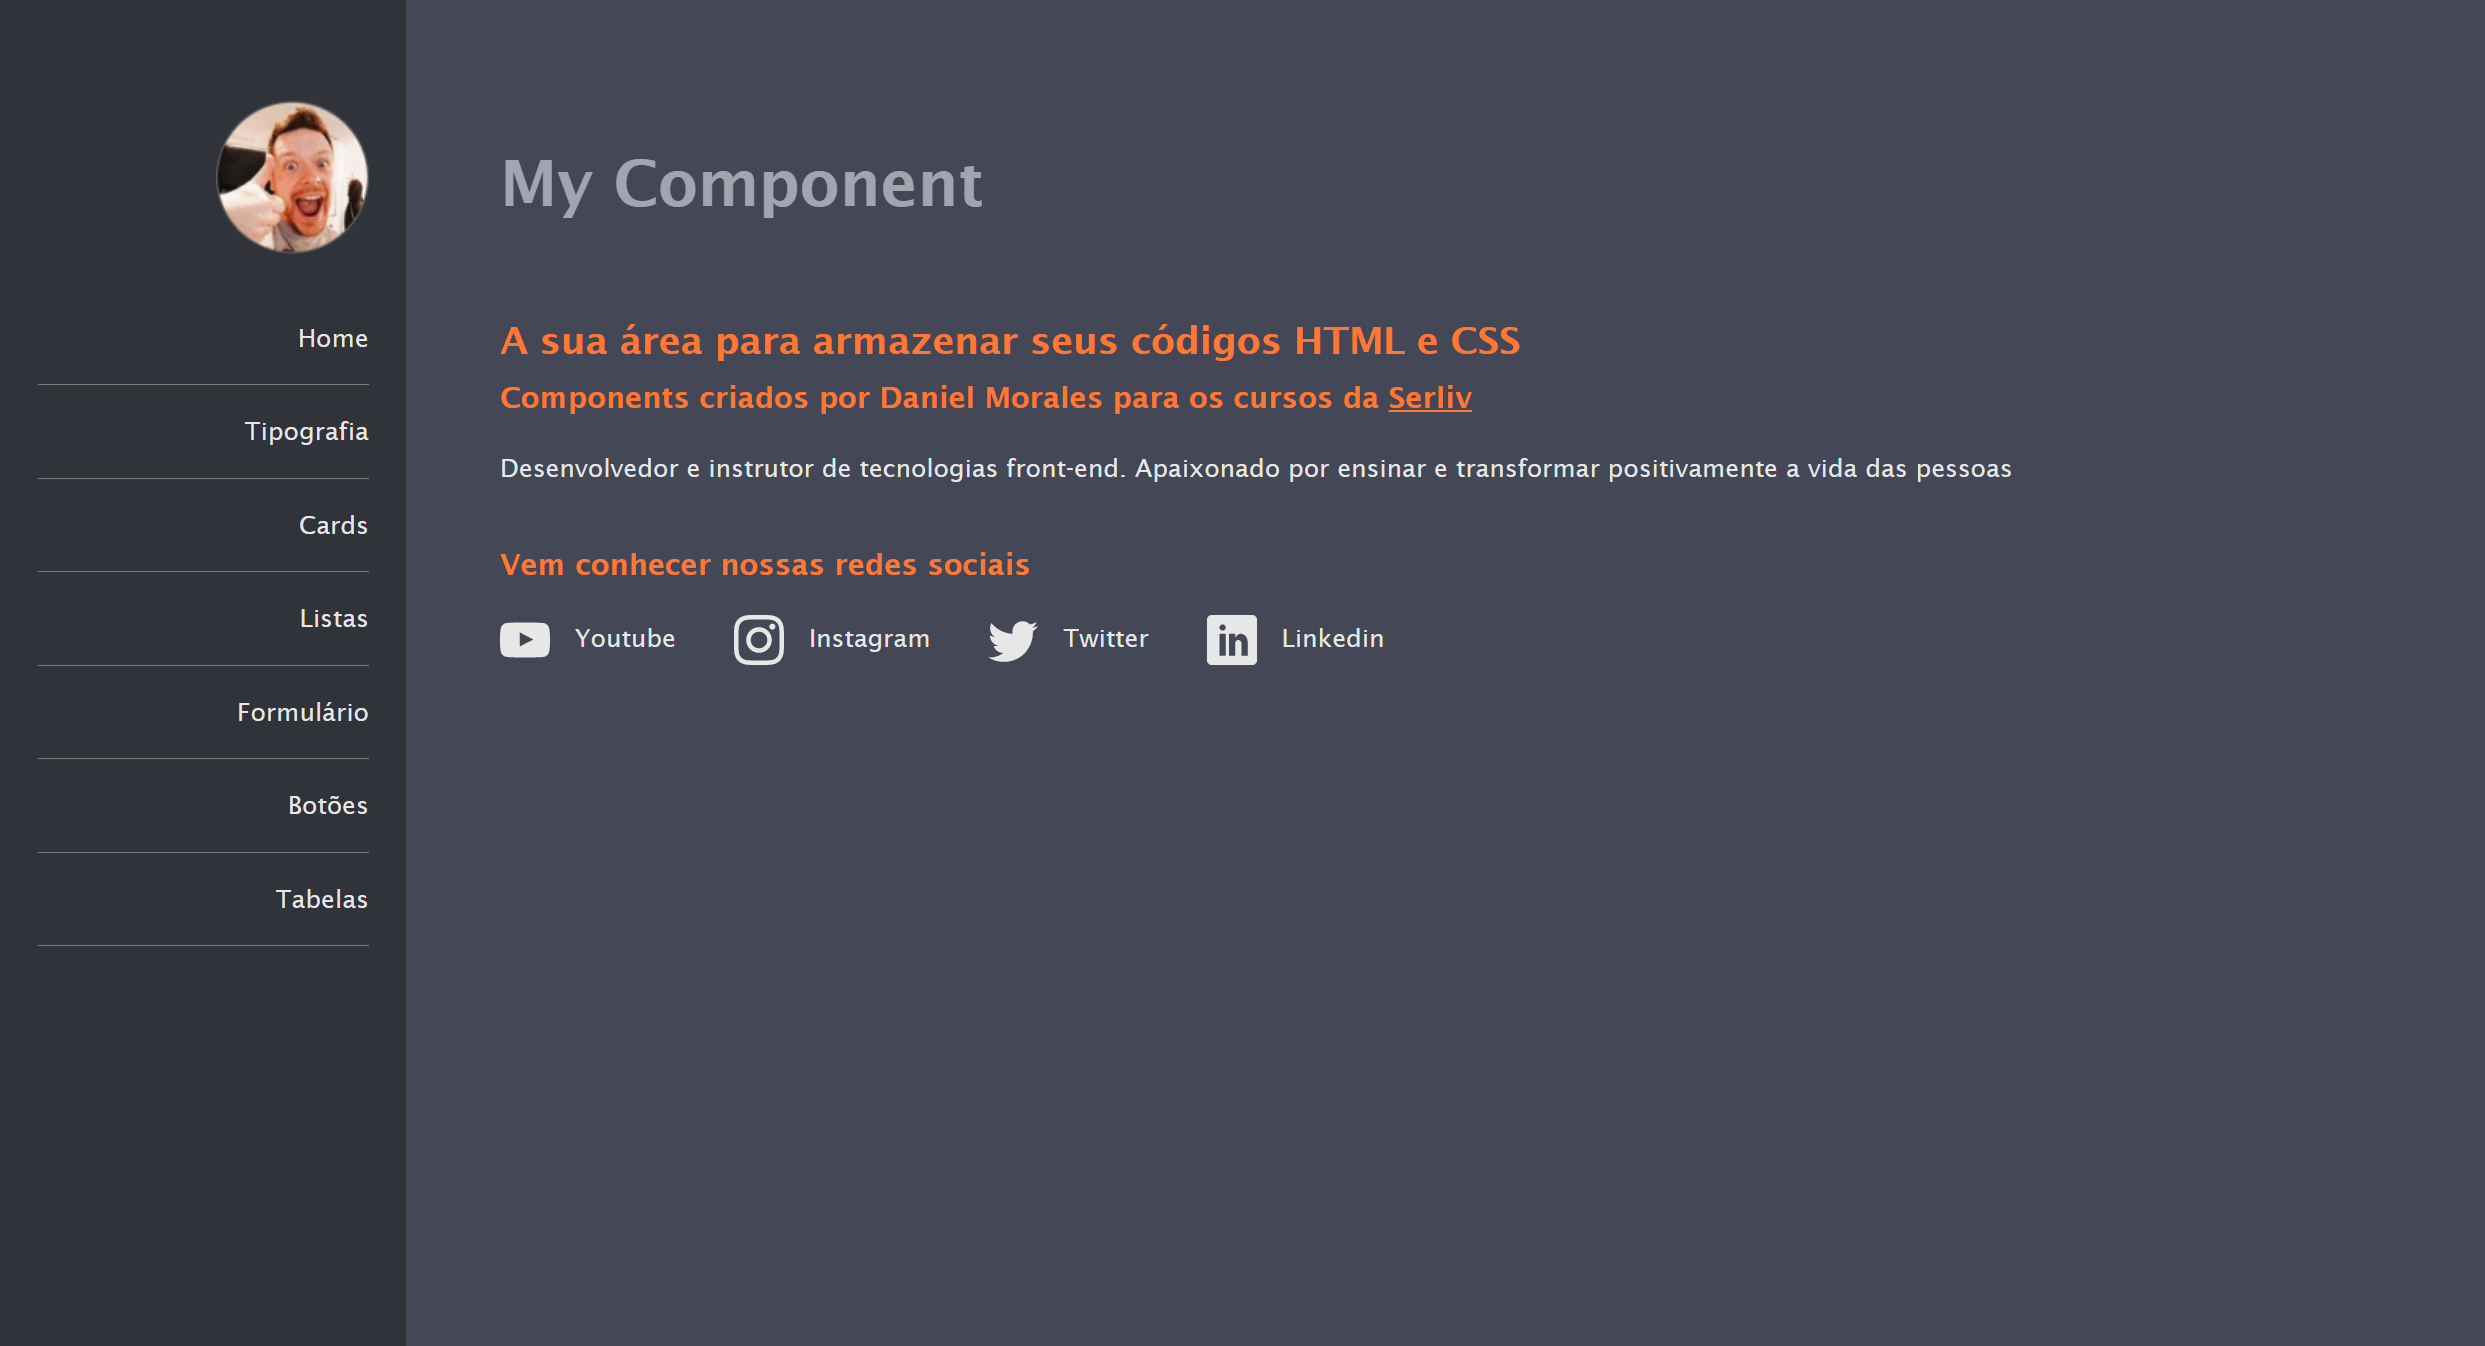 Home
Tipografia
Cards
Listas
Formulário
Botões
Tabelas
My Component
A sua área para armazenar seus códigos HTML e CSS
Components criados por Daniel Morales para os cursos da Serliv
Desenvolvedor e instrutor de tecnologias front-end. Apaixonado por ensinar e transformar positivamente a vida das pessoas
Vem conhecer nossas redes sociais
Youtube Instagram Twitter Linkedin